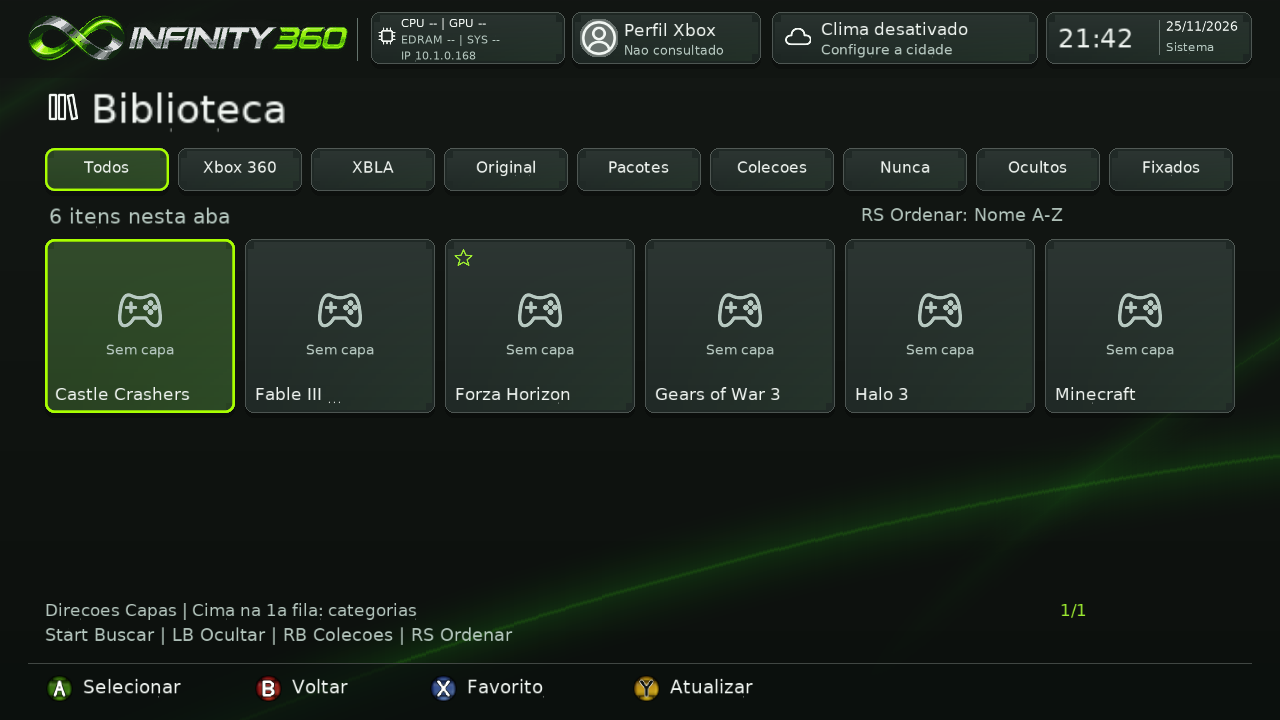 INFINITY 360
CPU -- | GPU --
EDRAM -- | SYS --
IP 10.1.0.168
Perfil Xbox
Nao consultado
Clima desativado
Configure a cidade
21:42
25/11/2026
Sistema
Biblioteca
Todos
Xbox 360
XBLA
Original
Pacotes
Colecoes
Nunca
Ocultos
Fixados
6 itens nesta aba
RS Ordenar: Nome A-Z
Sem capa
Castle Crashers
Sem capa
Fable III ...
Sem capa
Forza Horizon
Sem capa
Gears of War 3
Sem capa
Halo 3
Sem capa
Minecraft
Direcoes Capas | Cima na 1a fila: categorias
1/1
Start Buscar | LB Ocultar | RB Colecoes | RS Ordenar
A Selecionar
B Voltar
X Favorito
Y Atualizar